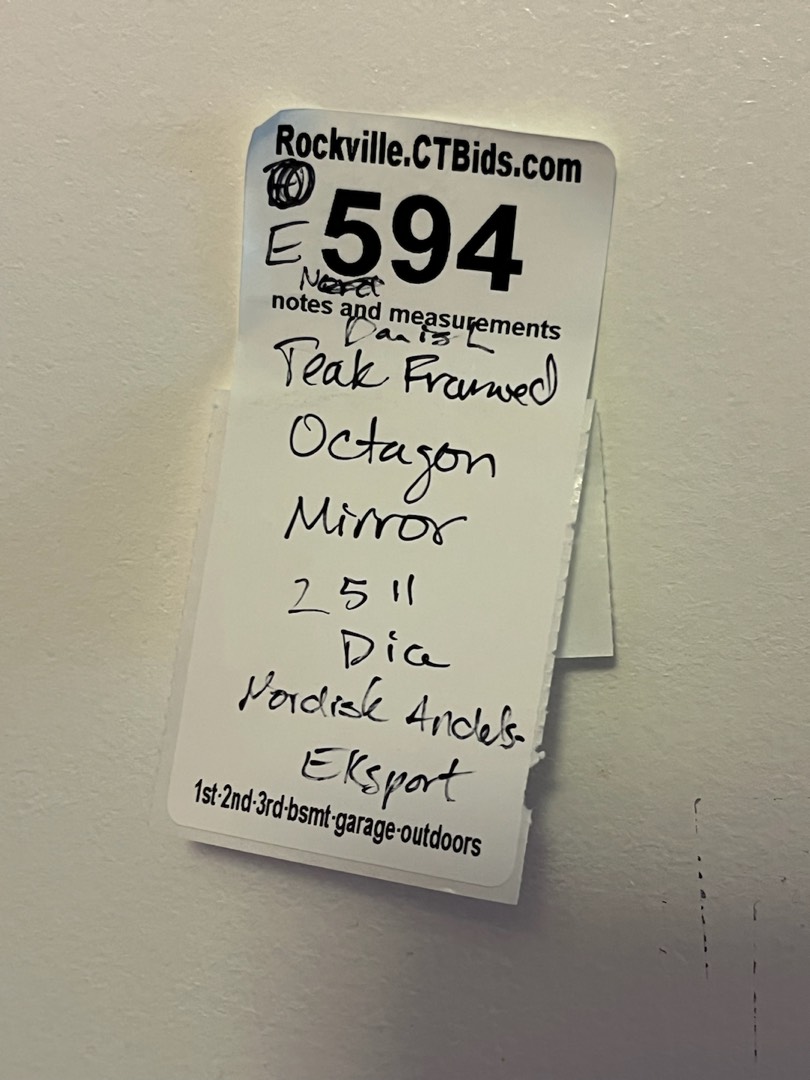 Rockville.CTBids.com
E 594
notes and measurements
Danish
Teak Framed
Octagon
Mirror
25"
Dia
Nordisk Andels-
Eksport
1st-2nd-3rd-bsmt-garage-outdoors